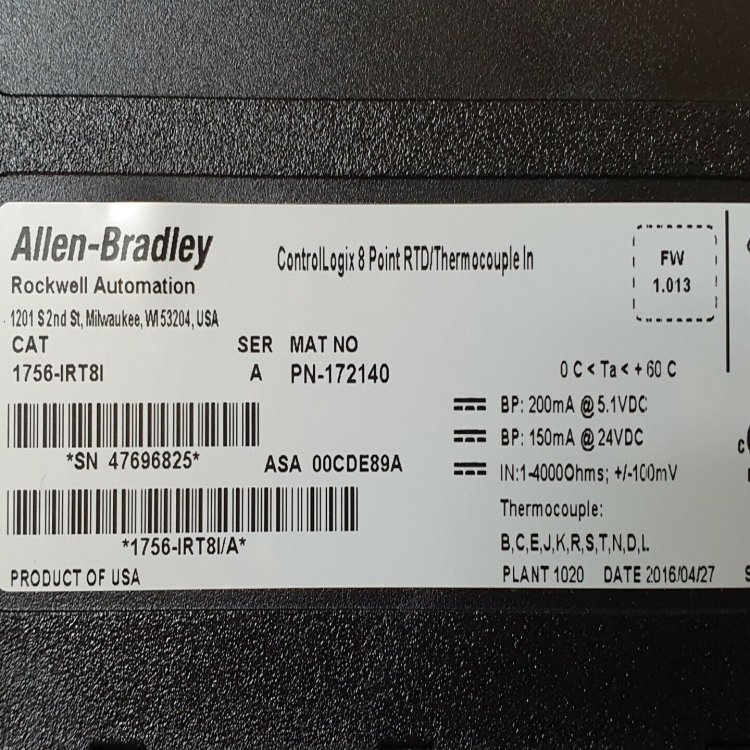 Allen-Bradley
Rockwell Automation
1201 S 2nd St, Milwaukee, WI 53204, USA
ControlLogix 8 Point RTD/Thermocouple In
FW
1.013
CAT SER MAT NO
1756-IRT8I A PN-172140
0 C < Ta < + 60 C
BP: 200mA @ 5.1VDC
BP: 150mA @ 24VDC
IN:1-4000Ohms; +/-100mV
Thermocouple:
B,C,E,J,K,R,S,T,N,D,L
*SN 47696825* ASA 00CDE89A
*1756-IRT8I/A*
PRODUCT OF USA
PLANT 1020 DATE 2016/04/27